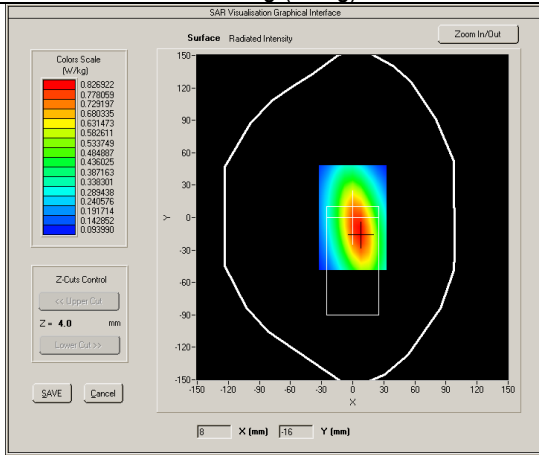 SAR Visualisation Graphical Interface
Surface Radiated Intensity
Zoom In/Out
Colors Scale
(W/kg)
0.826922
0.778059
0.729197
0.680335
0.631473
0.582611
0.533749
0.484887
0.436025
0.387163
0.338301
0.289438
0.240576
0.191714
0.142852
0.093990
Z-Cuts Control
<< Upper Cut
Z = 4.0 mm
Lower Cut >>
SAVE Cancel
150-
120-
90-
60-
30-
0-
-30-
-60-
-90-
-120-
-150-
Y
-150 -120 -90 -60 -30 0 30 60 90 120 150
X
8 X (mm) -16 Y (mm)